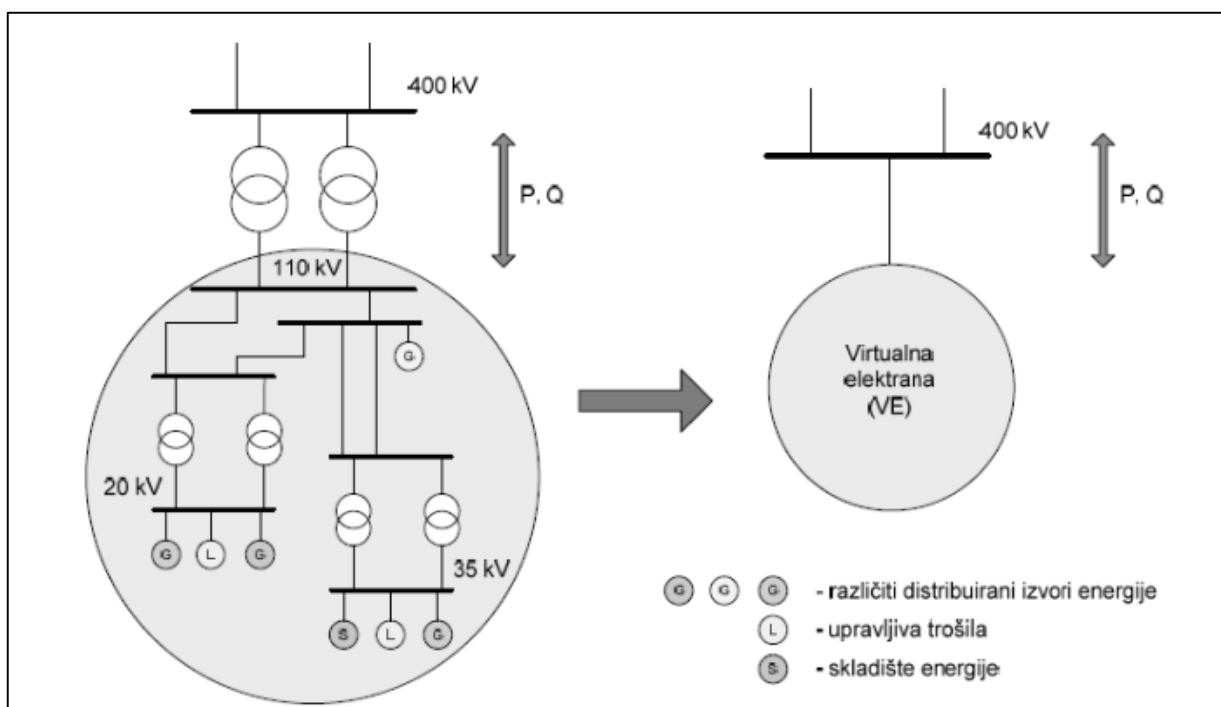 400 kV
P, Q
110 kV
G
20 kV
G L G
35 kV
S L G
400 kV
P, Q
Virtualna
elektrana
(VE)
G G G - različiti distribuirani izvori energije
L - upravljiva trošila
S - skladište energije